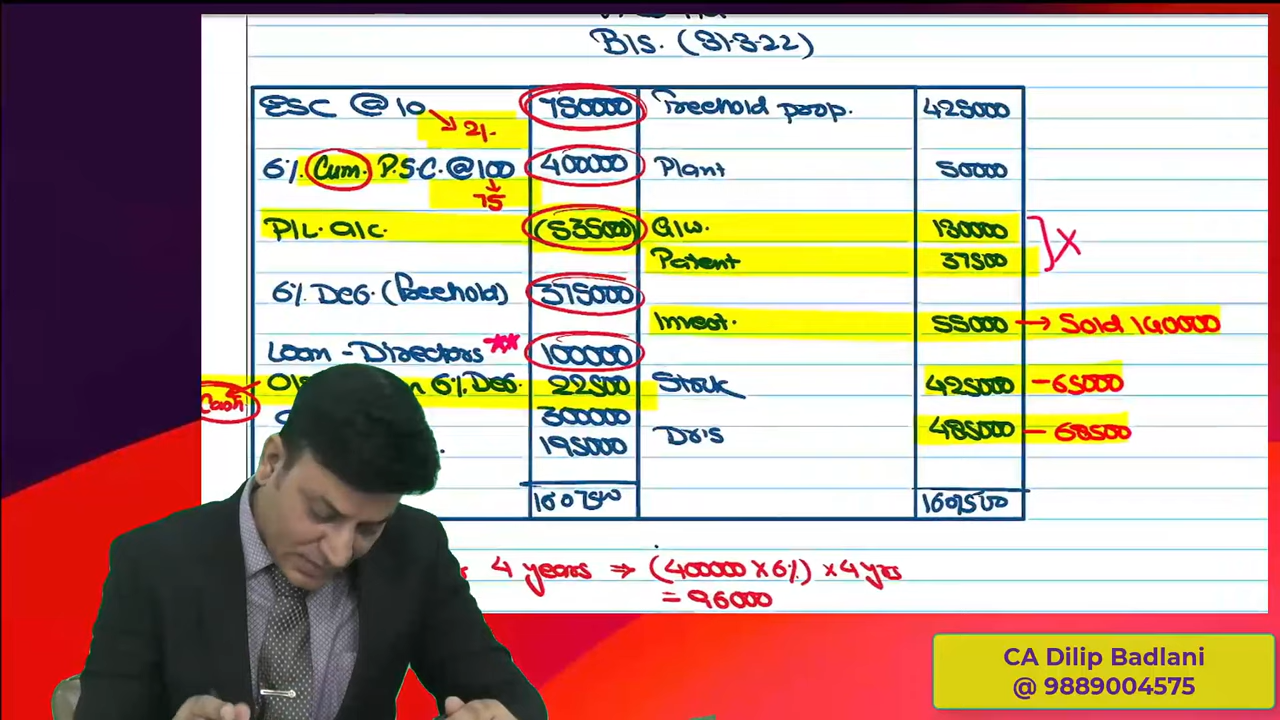 B/s. (31.3.22)
ESC @ 10 750000 Freehold prop. 425000
2/-
6% Cum. P.S.C. @ 100 400000 Plant 50000
75
P/L a/c. (535000) G/w. 130000 X
Patent 37500
6% Deb. (Freehold) 375000
Invest. 55000 → Sold 140000
Loan - Directors ** 100000
6% Deb. 22500 Stock 425000 - 65000
Cash
300000
195000 Drs 485000 - 68500
1607500 1607500
4 years ⇒ (400000 x 6%) x 4 yrs
= 96000
CA Dilip Badlani
@ 9889004575